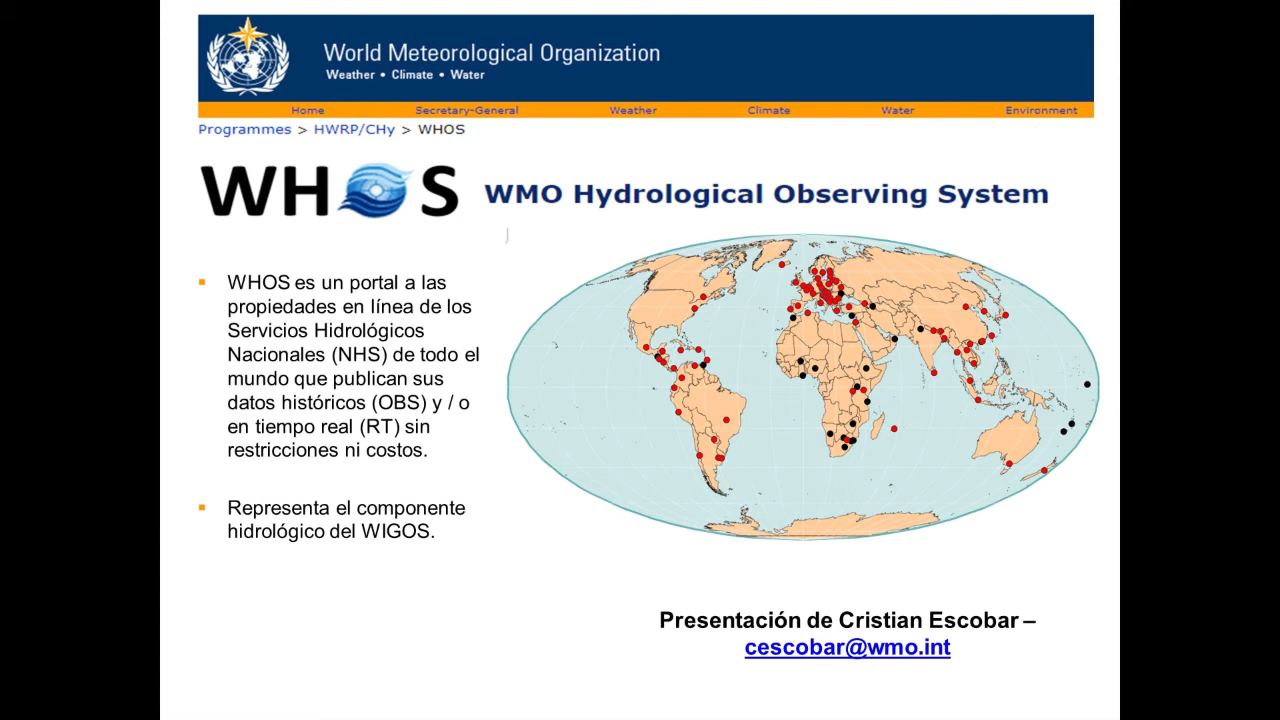 World Meteorological Organization
Weather • Climate • Water
Home Secretary-General Weather Climate Water Environment
Programmes > HWRP/CHy > WHOS
WHOS WMO Hydrological Observing System
▪ WHOS es un portal a las
propiedades en línea de los
Servicios Hidrológicos
Nacionales (NHS) de todo el
mundo que publican sus
datos históricos (OBS) y / o
en tiempo real (RT) sin
restricciones ni costos.
▪ Representa el componente
hidrológico del WIGOS.
Presentación de Cristian Escobar –
cescobar@wmo.int